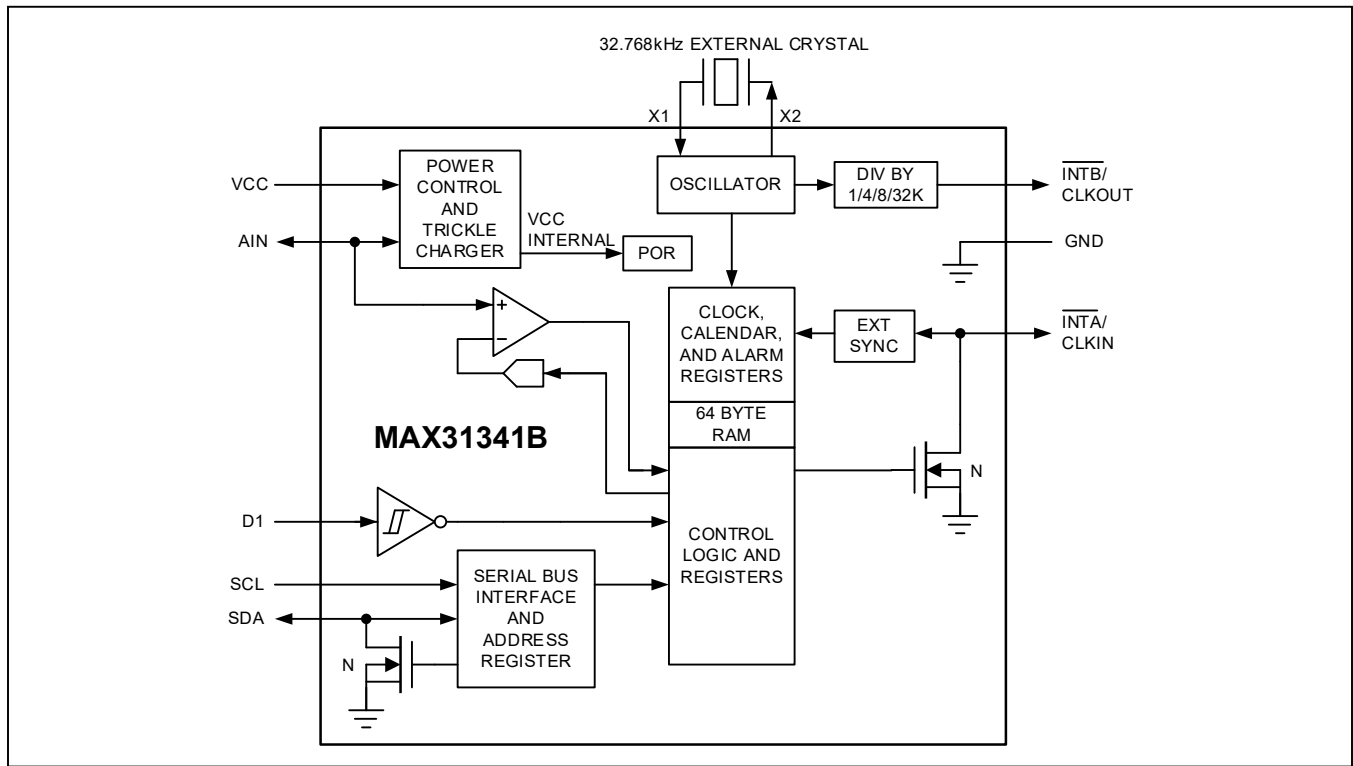 32.768kHz EXTERNAL CRYSTAL
X1
X2
VCC
POWER
CONTROL
AND
TRICKLE
CHARGER
OSCILLATOR
DIV BY
1/4/8/32K
INTB/
CLKOUT
AIN
VCC
INTERNAL
POR
GND
+
-
CLOCK,
CALENDAR,
AND ALARM
REGISTERS
EXT
SYNC
INTA/
CLKIN
64 BYTE
RAM
MAX31341B
N
D1
CONTROL
LOGIC AND
REGISTERS
SCL
SDA
SERIAL BUS
INTERFACE
AND
ADDRESS
REGISTER
N